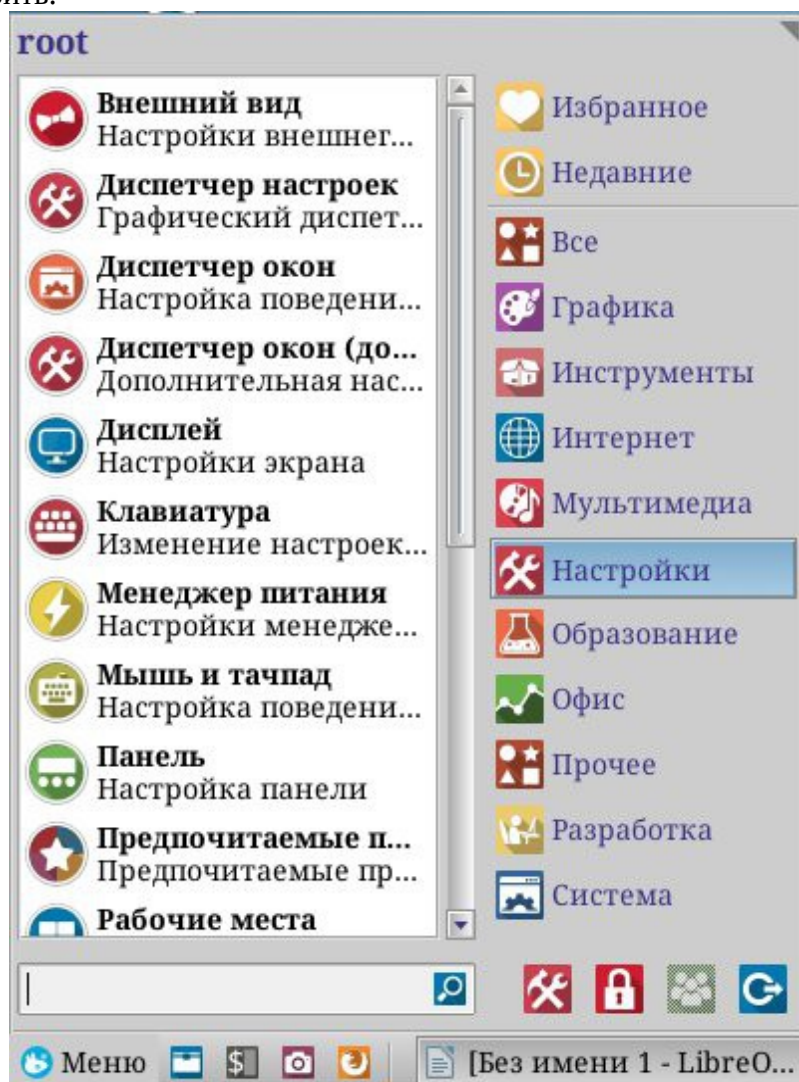 root
Внешний вид
Настройки внешнег...
Диспетчер настроек
Графический диспет...
Диспетчер окон
Настройка поведени...
Диспетчер окон (до...
Дополнительная нас...
Дисплей
Настройки экрана
Клавиатура
Изменение настроек...
Менеджер питания
Настройки менедже...
Мышь и тачпад
Настройка поведени...
Панель
Настройка панели
Предпочитаемые п...
Предпочитаемые пр...
Рабочие места
Избранное
Недавние
Все
Графика
Инструменты
Интернет
Мультимедиа
Настройки
Образование
Офис
Прочее
Разработка
Система
Меню
[Без имени 1 - LibreO...